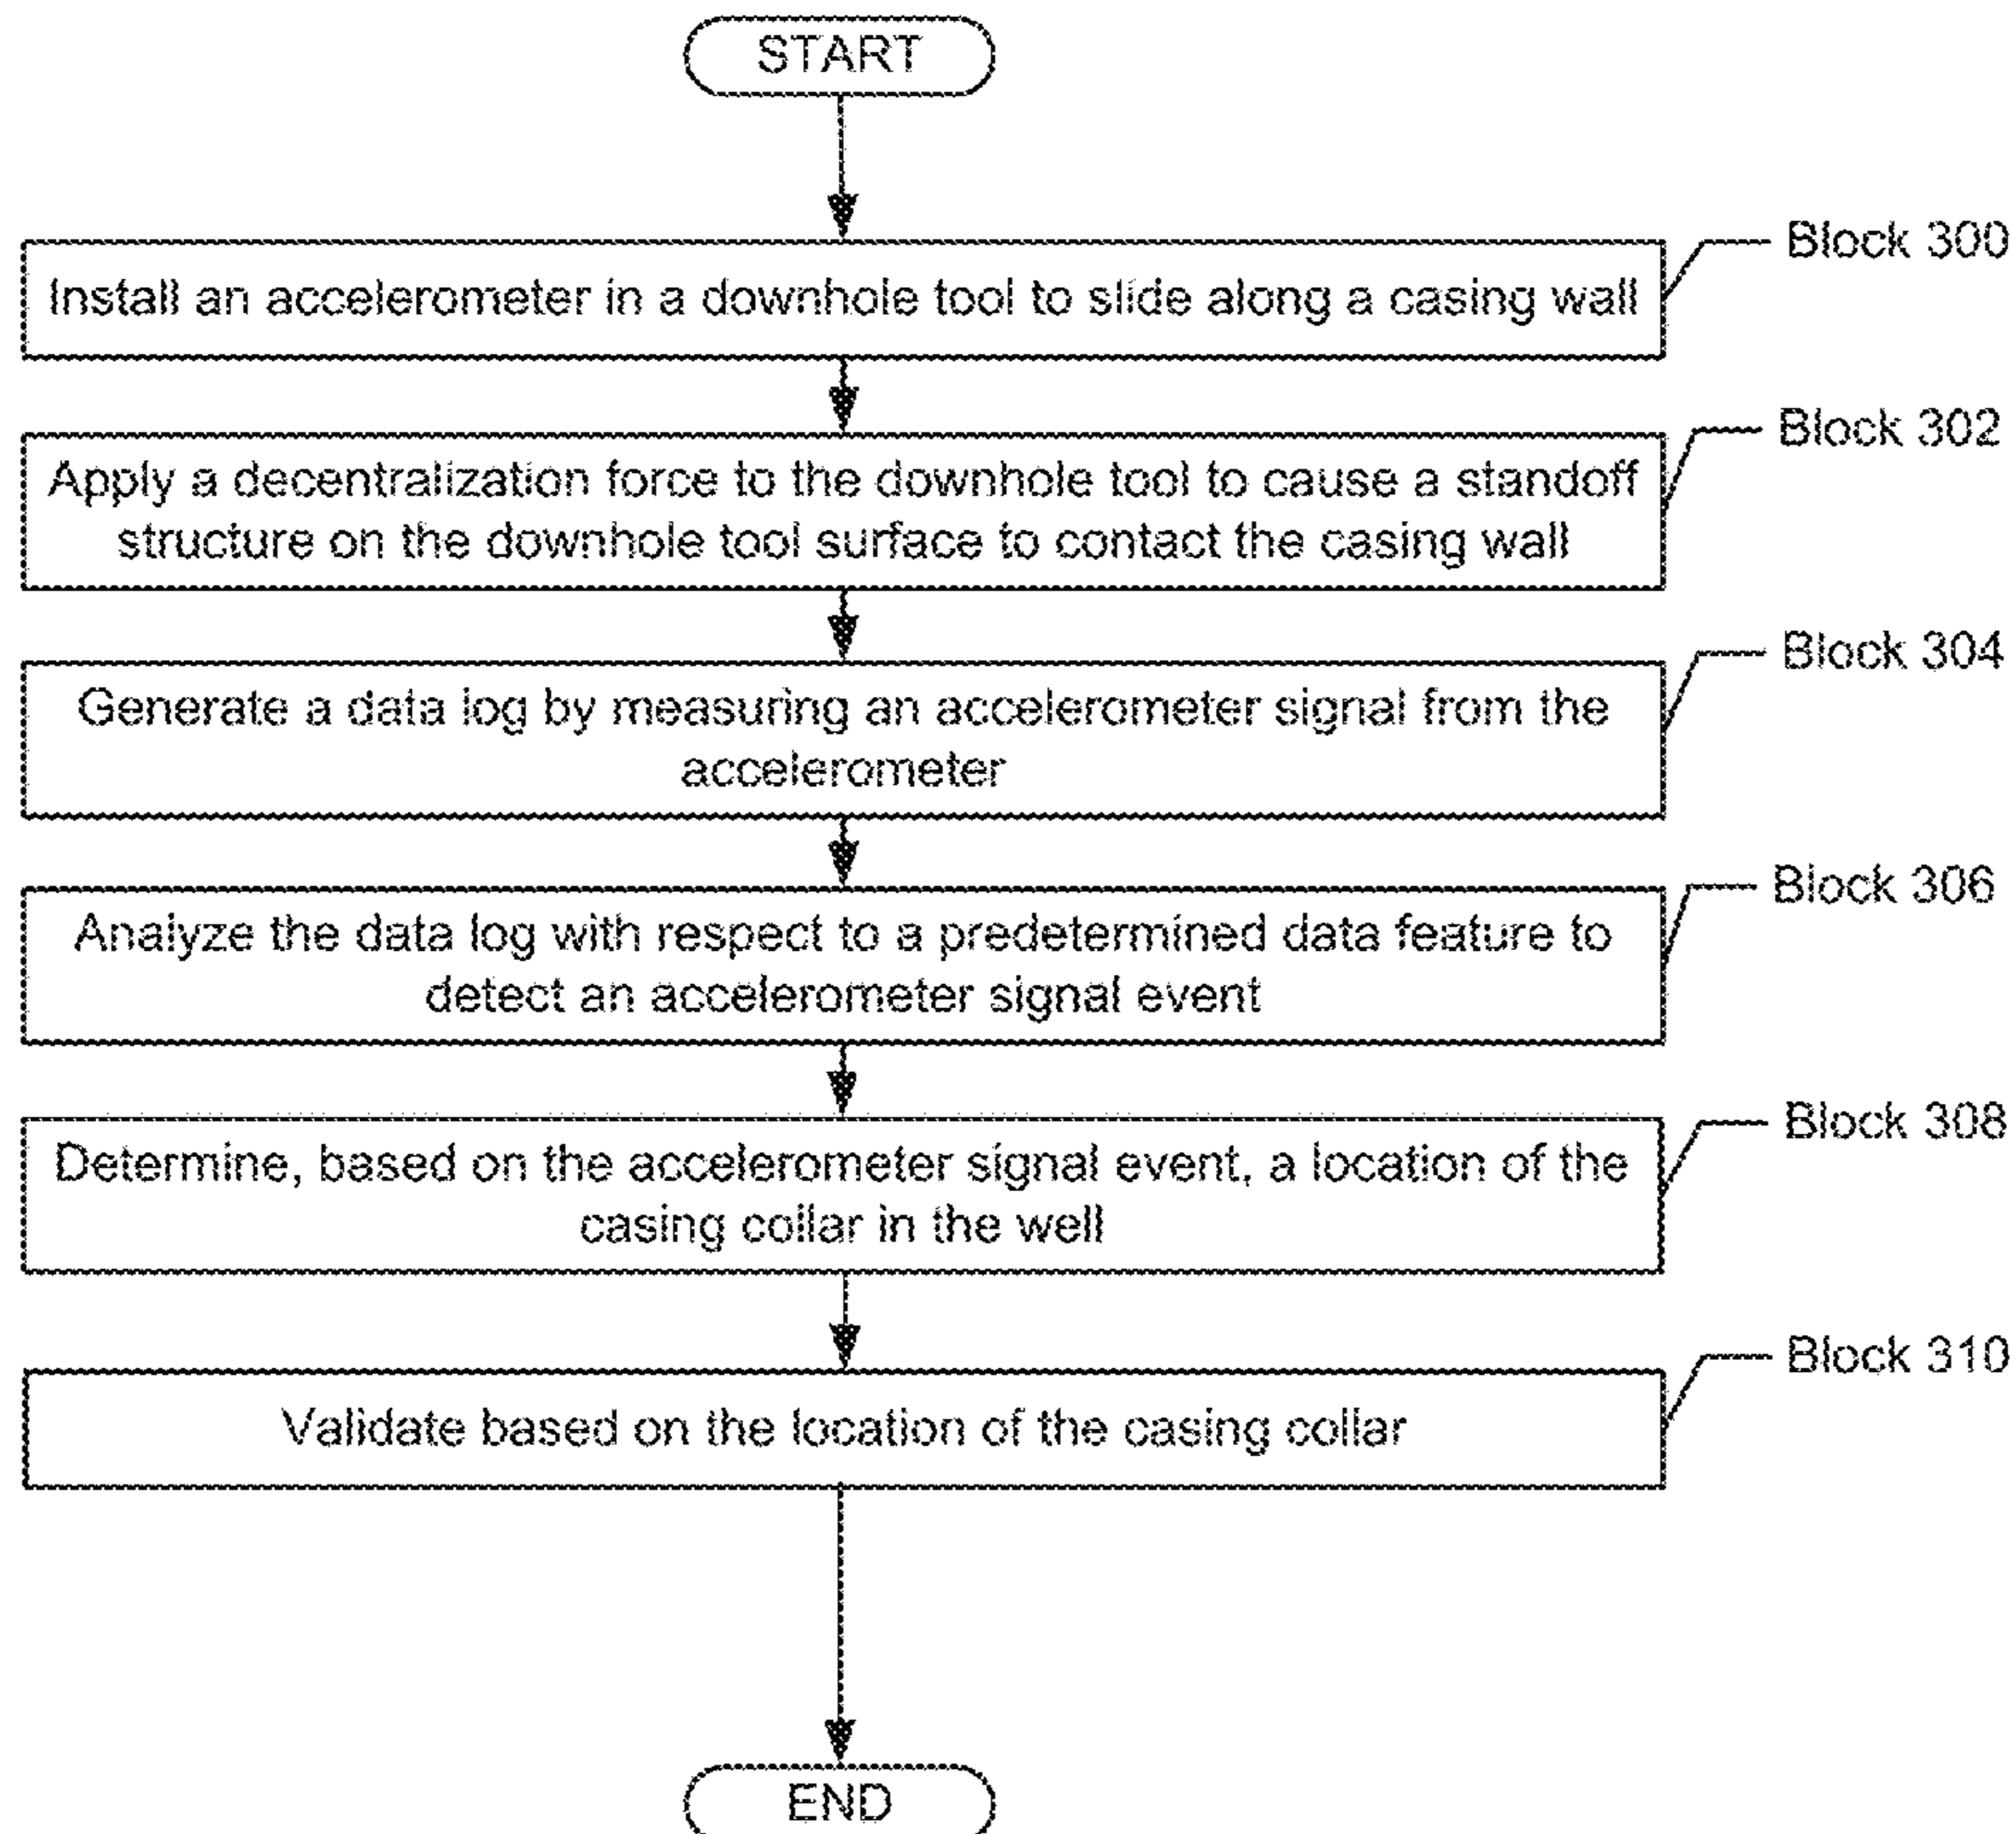 START
Block 300
Install an accelerometer in a downhole tool to slide along a casing wall
Block 302
Apply a decentralization force to the downhole tool to cause a standoff
structure on the downhole tool surface to contact the casing wall
Block 304
Generate a data log by measuring an accelerometer signal from the
accelerometer
Block 306
Analyze the data log with respect to a predetermined data feature to
detect an accelerometer signal event
Block 308
Determine, based on the accelerometer signal event, a location of the
casing collar in the well
Block 310
Validate based on the location of the casing collar
END